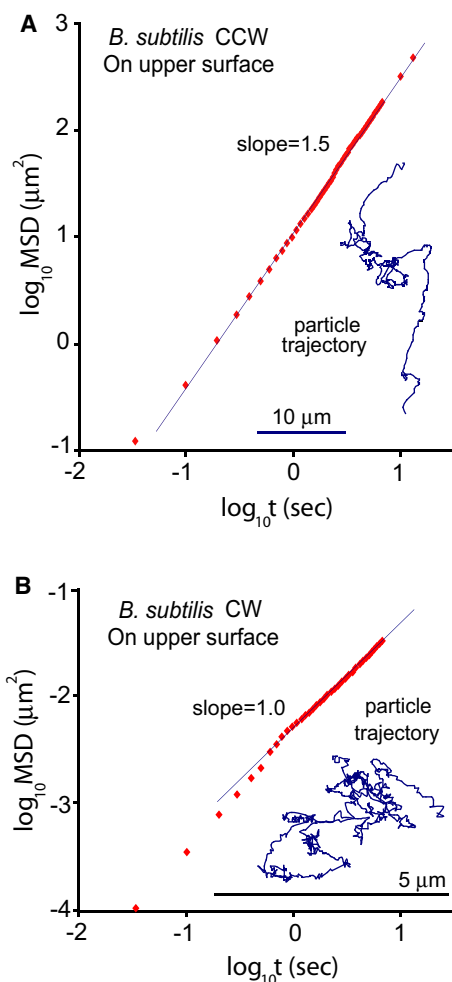 A
B. subtilis CCW
On upper surface
slope=1.5
particle
trajectory
10 μm
log₁₀MSD (μm²)
3
2
1
0
-1
-2 -1 0 1
log₁₀t (sec)
B
B. subtilis CW
On upper surface
slope=1.0
particle
trajectory
5 μm
log₁₀MSD (μm²)
-1
-2
-3
-4
-2 -1 0 1
log₁₀t (sec)